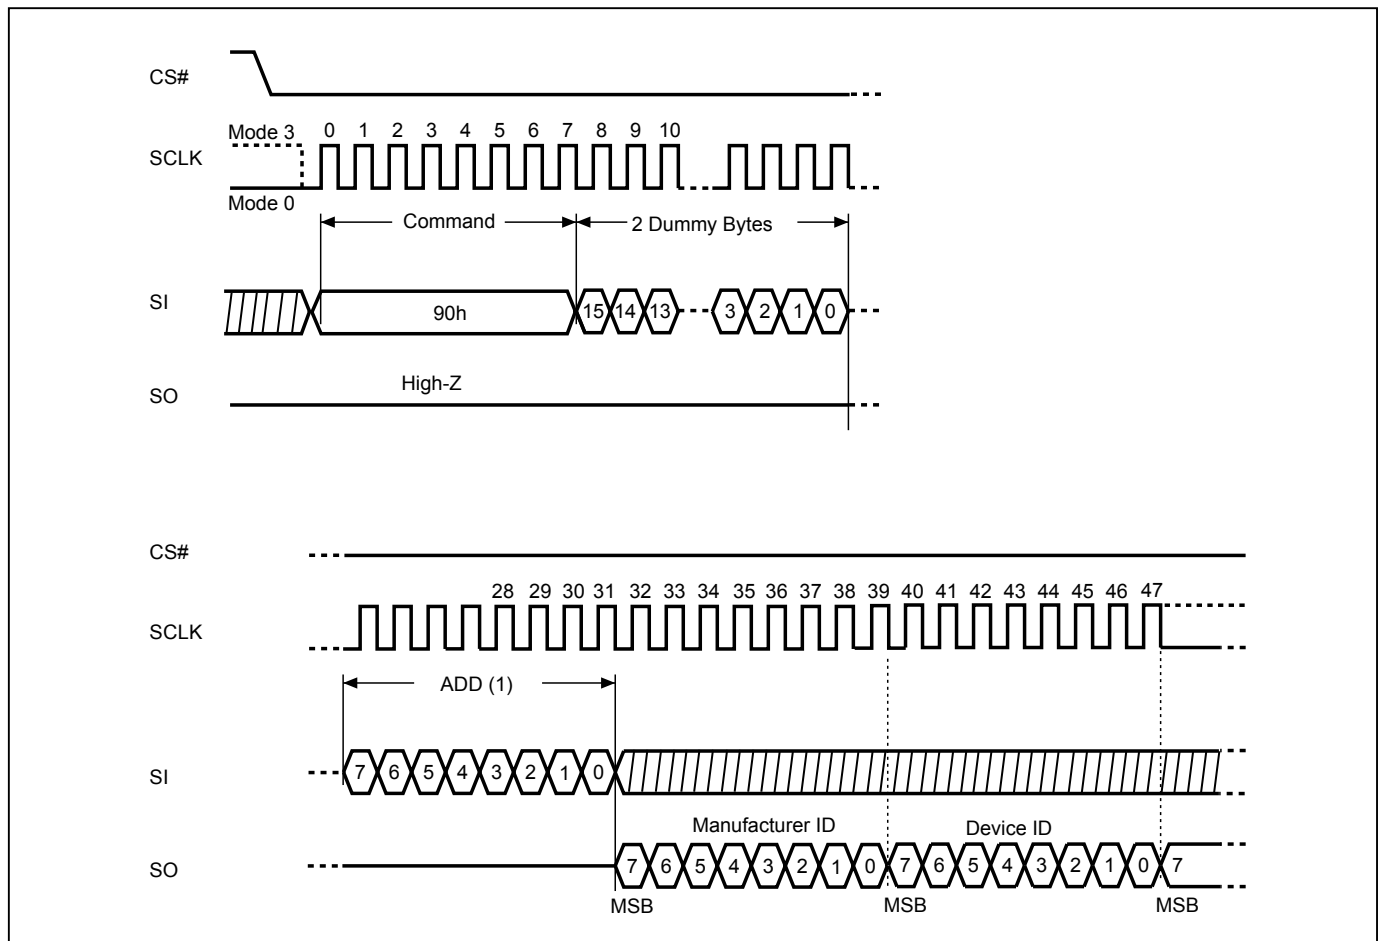 CS#
Mode 3 0 1 2 3 4 5 6 7 8 9 10
SCLK
Mode 0
Command 2 Dummy Bytes
SI 90h 15 14 13 3 2 1 0
High-Z
SO
CS#
28 29 30 31 32 33 34 35 36 37 38 39 40 41 42 43 44 45 46 47
SCLK
ADD (1)
SI 7 6 5 4 3 2 1 0
Manufacturer ID Device ID
SO 7 6 5 4 3 2 1 0 7 6 5 4 3 2 1 0 7
MSB MSB MSB